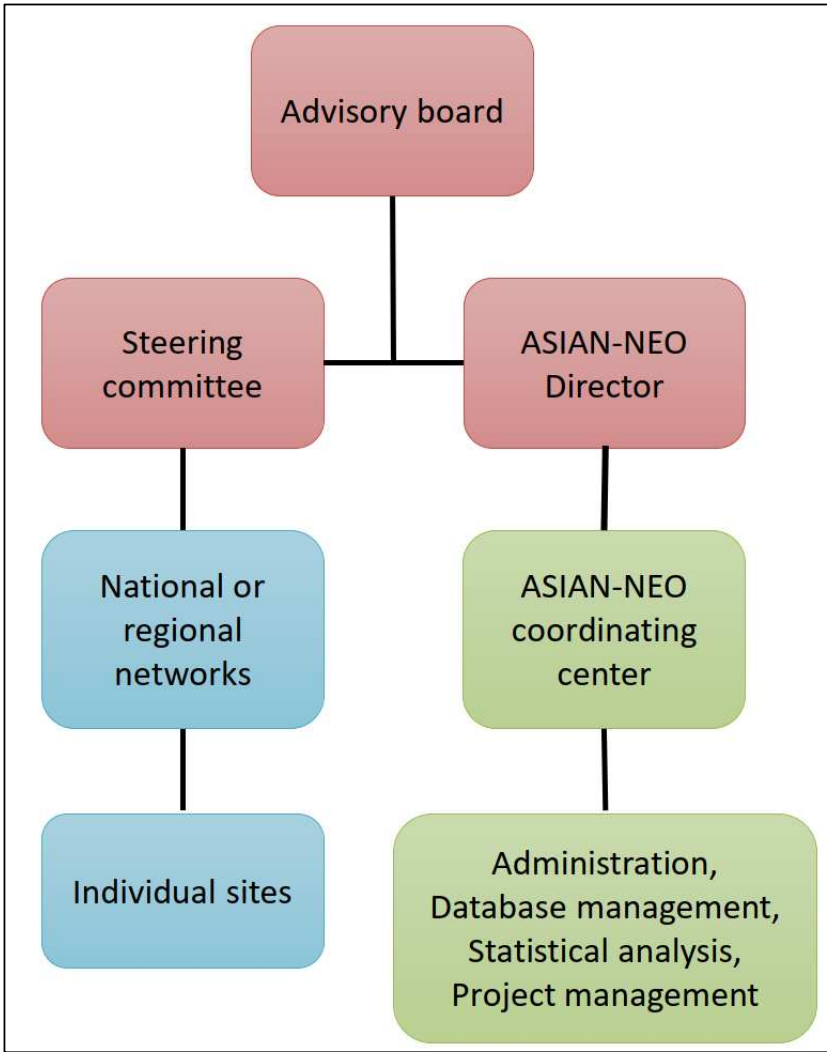 Advisory board
Steering
committee
ASIAN-NEO
Director
National or
regional
networks
ASIAN-NEO
coordinating
center
Individual sites
Administration,
Database management,
Statistical analysis,
Project management